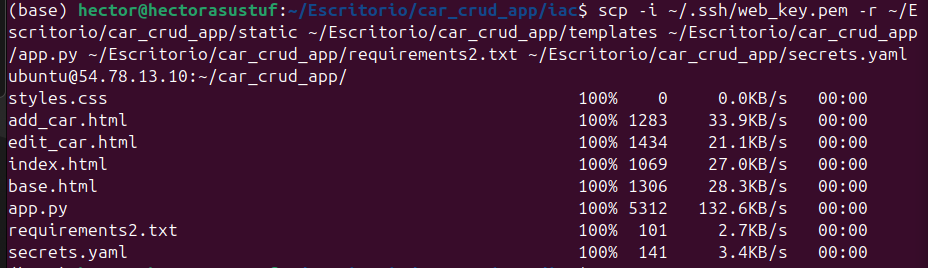 (base) hector@hectorasustuf:~/Escritorio/car_crud_app/iac$ scp -i ~/.ssh/web_key.pem -r ~/E
scritorio/car_crud_app/static ~/Escritorio/car_crud_app/templates ~/Escritorio/car_crud_app
/app.py ~/Escritorio/car_crud_app/requirements2.txt ~/Escritorio/car_crud_app/secrets.yaml
ubuntu@54.78.13.10:~/car_crud_app/
styles.css 100% 0 0.0KB/s 00:00
add_car.html 100% 1283 33.9KB/s 00:00
edit_car.html 100% 1434 21.1KB/s 00:00
index.html 100% 1069 27.0KB/s 00:00
base.html 100% 1306 28.3KB/s 00:00
app.py 100% 5312 132.6KB/s 00:00
requirements2.txt 100% 101 2.7KB/s 00:00
secrets.yaml 100% 141 3.4KB/s 00:00